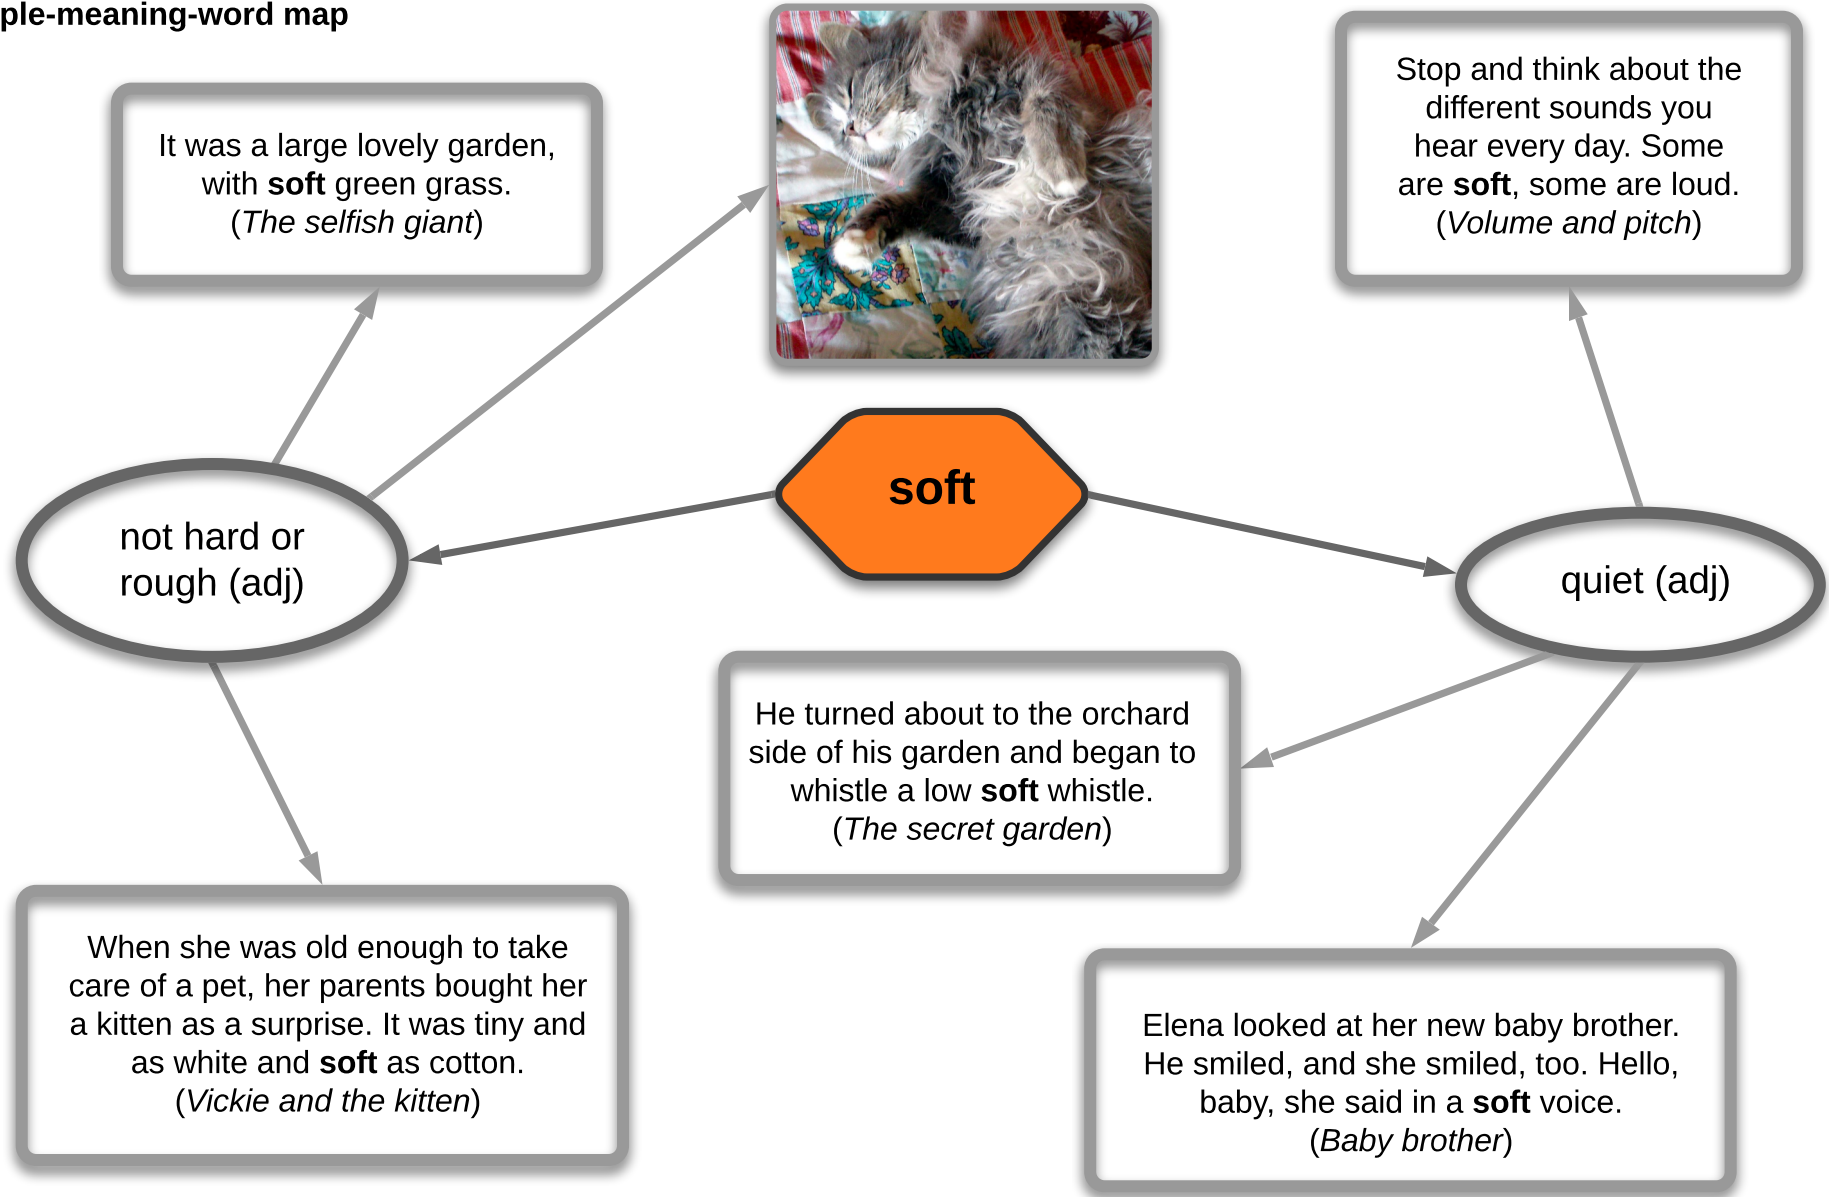 ple-meaning-word map
It was a large lovely garden,
with soft green grass.
(The selfish giant)
Stop and think about the
different sounds you
hear every day. Some
are soft, some are loud.
(Volume and pitch)
soft
not hard or
rough (adj)
quiet (adj)
He turned about to the orchard
side of his garden and began to
whistle a low soft whistle.
(The secret garden)
When she was old enough to take
care of a pet, her parents bought her
a kitten as a surprise. It was tiny and
as white and soft as cotton.
(Vickie and the kitten)
Elena looked at her new baby brother.
He smiled, and she smiled, too. Hello,
baby, she said in a soft voice.
(Baby brother)